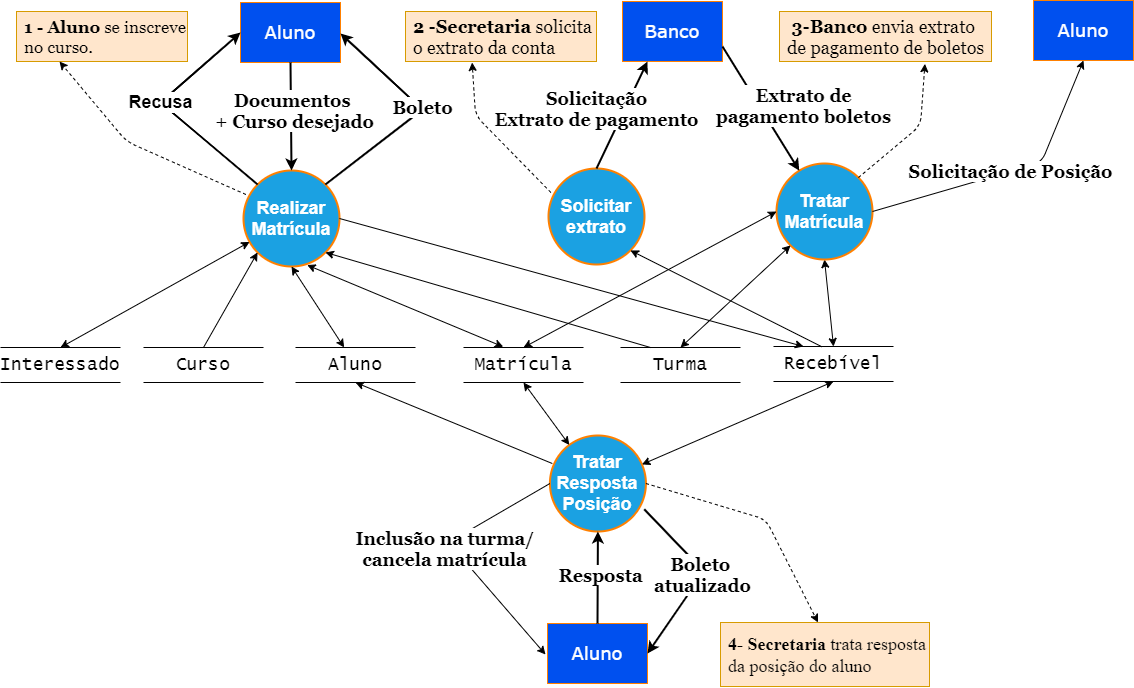 1 - Aluno se inscreve
no curso.
Aluno
2 -Secretaria solicita
o extrato da conta
Banco
3-Banco envia extrato
de pagamento de boletos
Aluno
Recusa
Documentos
+ Curso desejado
Boleto
Solicitação
Extrato de pagamento
Extrato de
pagamento boletos
Solicitação de Posição
Realizar
Matrícula
Solicitar
extrato
Tratar
Matrícula
Interessado
Curso
Aluno
Matrícula
Turma
Recebível
Tratar
Resposta
Posição
Inclusão na turma/
cancela matrícula
Resposta
Boleto
atualizado
Aluno
4- Secretaria trata resposta
da posição do aluno